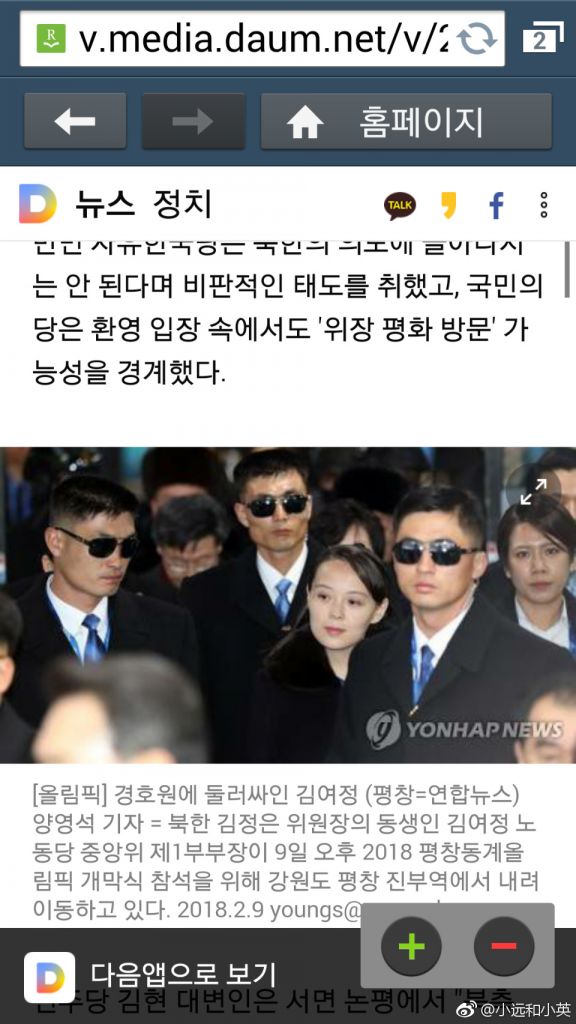 v.media.daum.net/v/2
2
홈페이지
뉴스 정치
TALK
는 안 된다며 비판적인 태도를 취했고, 국민의
당은 환영 입장 속에서도 '위장 평화 방문' 가
능성을 경계했다.
YONHAP NEWS
[올림픽] 경호원에 둘러싸인 김여정 (평창=연합뉴스)
양영석 기자 = 북한 김정은 위원장의 동생인 김여정 노
동당 중앙위 제1부부장이 9일 오후 2018 평창동계올
림픽 개막식 참석을 위해 강원도 평창 진부역에서 내려
이동하고 있다. 2018.2.9 youngs@
다음앱으로 보기
김현 대변인은 서면 논평에서
@小远和小英